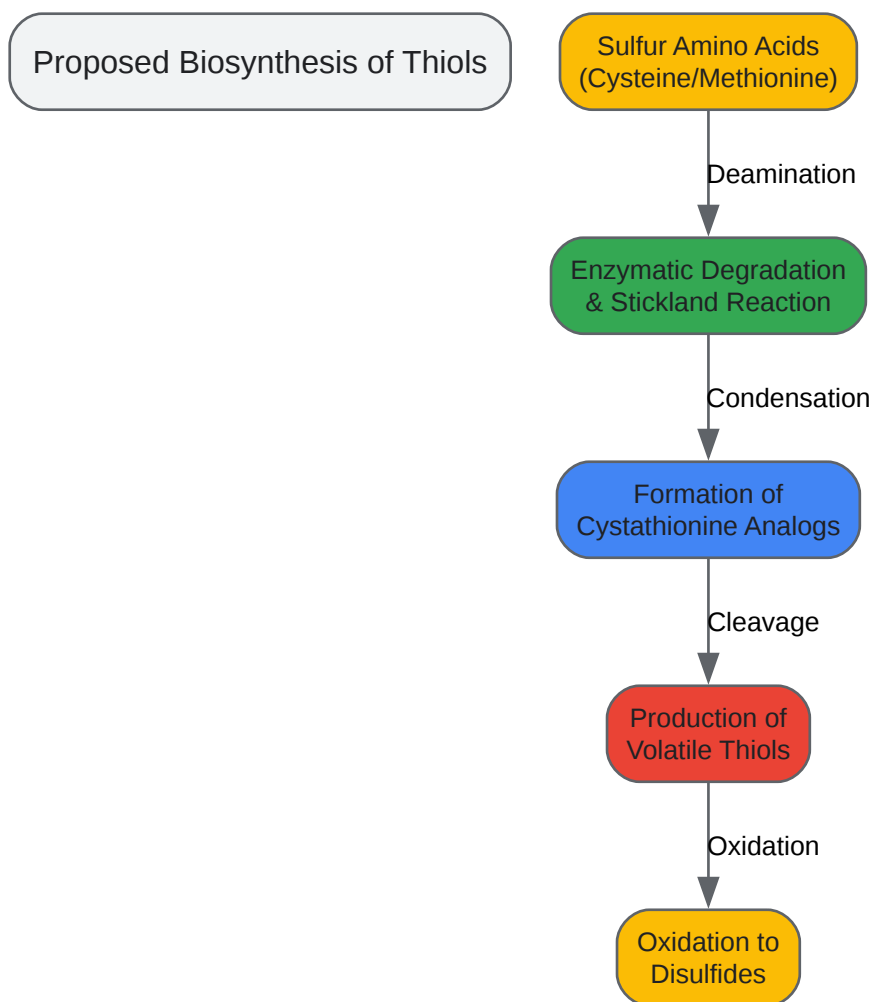 Proposed Biosynthesis of Thiols
Sulfur Amino Acids
(Cysteine/Methionine)
Deamination
Enzymatic Degradation
& Stickland Reaction
Condensation
Formation of
Cystathionine Analogs
Cleavage
Production of
Volatile Thiols
Oxidation
Oxidation to
Disulfides